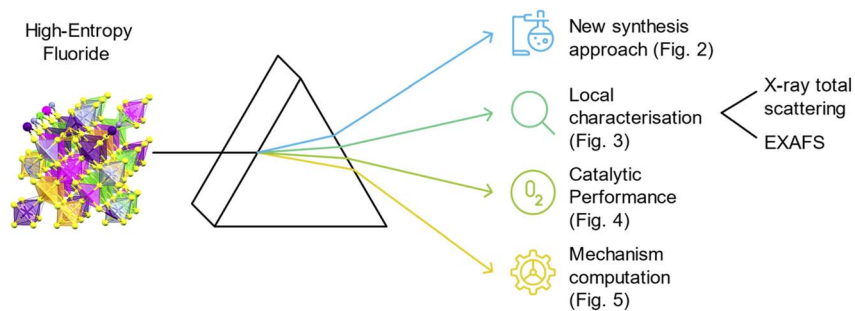 High-Entropy
Fluoride
New synthesis
approach (Fig. 2)
Local
characterisation
(Fig. 3)
X-ray total
scattering
EXAFS
O2
Catalytic
Performance
(Fig. 4)
Mechanism
computation
(Fig. 5)